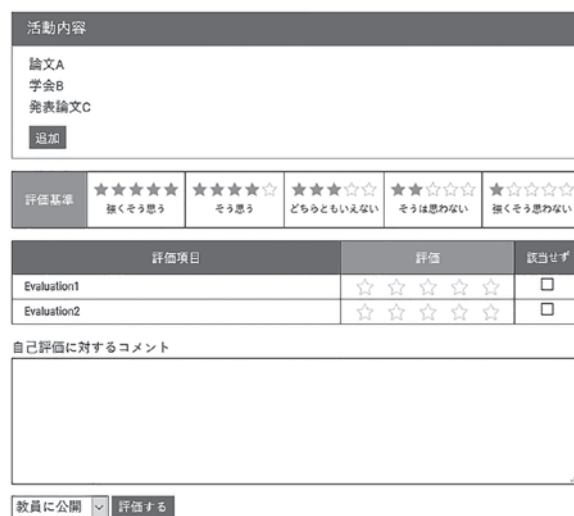 活動内容
論文A
学会B
発表論文C
追加
評価基準 ★★★★★ ★★★★☆ ★★★☆☆ ★★☆☆☆ ★☆☆☆☆
強くそう思う そう思う どちらともいえない そうは思わない 強くそう思わない
評価項目 評価 該当せず
Evaluation1 ☆ ☆ ☆ ☆ ☆ □
Evaluation2 ☆ ☆ ☆ ☆ ☆ □
自己評価に対するコメント
教員に公開 評価する